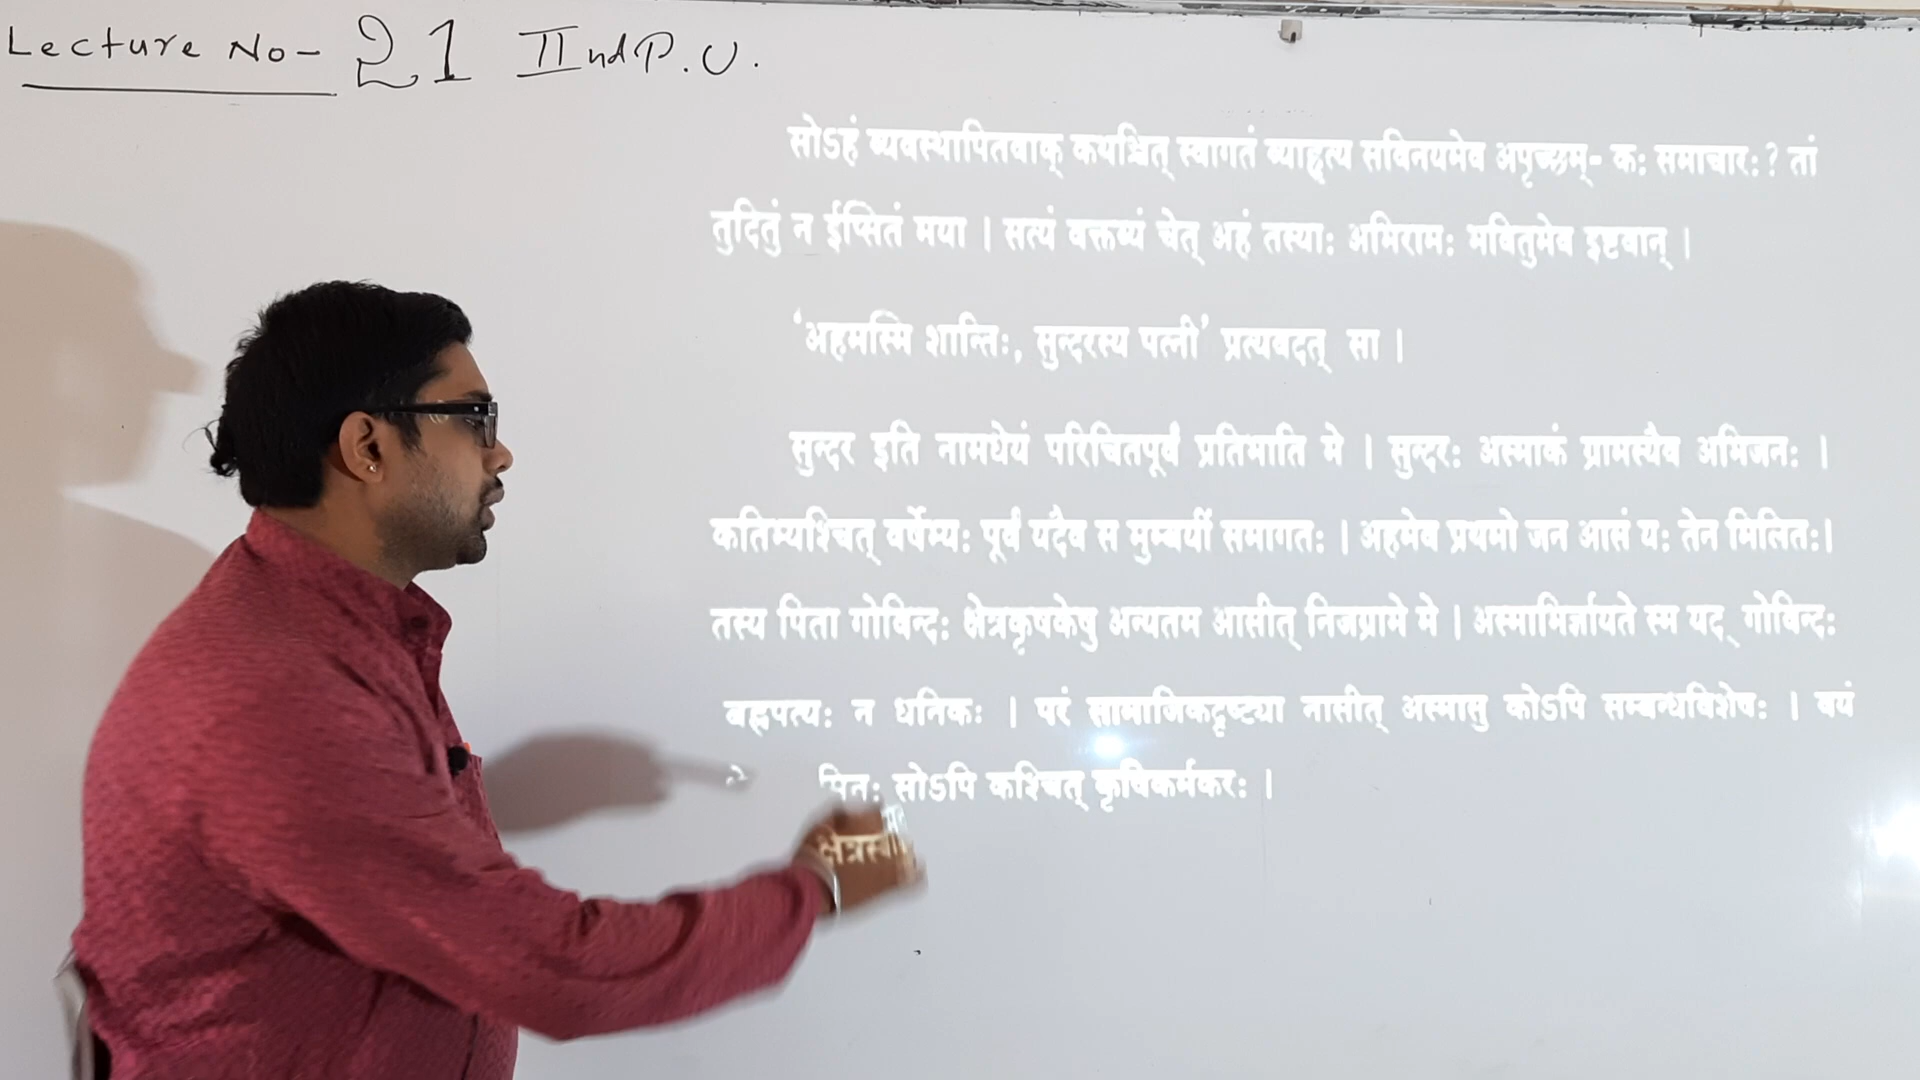 Lecture No- 21 IInd P.U.
सोऽहं व्यवस्थापितवाक् कथञ्चित् स्वागतं व्याहृत्य सविनयमेव अपृच्छम्- कः समाचारः? तां
तुदितुं न ईप्सितं मया । सत्यं वक्तव्यं चेत् अहं तस्याः अभिरामः भवितुमेव इष्टवान् ।
‘अहमस्मि शान्तिः, सुन्दरस्य पत्नी’ प्रत्यवदत् सा ।
सुन्दर इति नामधेयं परिचितपूर्वं प्रतिभाति मे । सुन्दरः अस्माकं ग्रामस्यैव अभिजनः ।
कतिभ्यश्चित् वर्षेभ्यः पूर्वं यदैव स मुम्बयीं समागतः । अहमेव प्रथमो जन आसं यः तेन मिलितः।
तस्य पिता गोविन्दः क्षेत्रकृषकेषु अन्यतम आसीत् निजग्रामे मे । अस्माभिर्ज्ञायते स्म यद् गोविन्दः
बह्वपत्यः न धनिकः । परं सामाजिकदृष्ट्या नासीत् अस्मासु कोऽपि सम्बन्धविशेषः । वयं
क्षेत्रस्वामिनः सोऽपि कश्चित् कृषिकर्मकरः ।